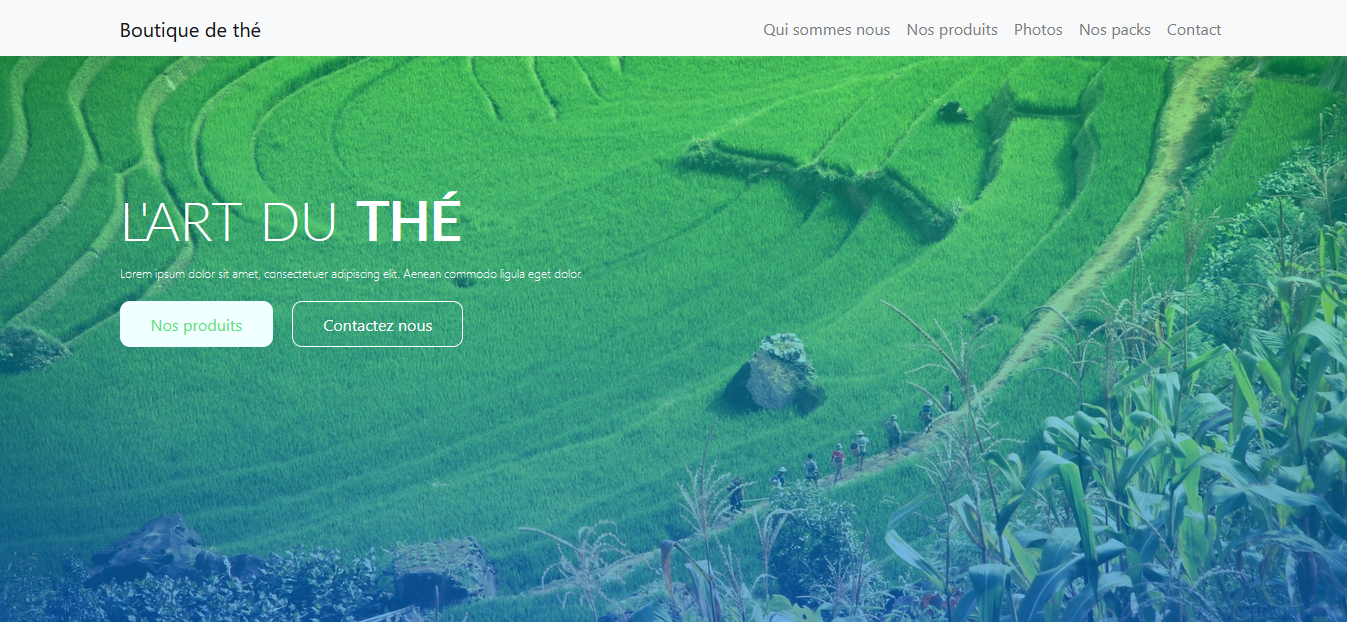 Boutique de thé
Qui sommes nous Nos produits Photos Nos packs Contact
L'ART DU THÉ
Lorem ipsum dolor sit amet, consectetuer adipiscing elit. Aenean commodo ligula eget dolor.
Nos produits Contactez nous